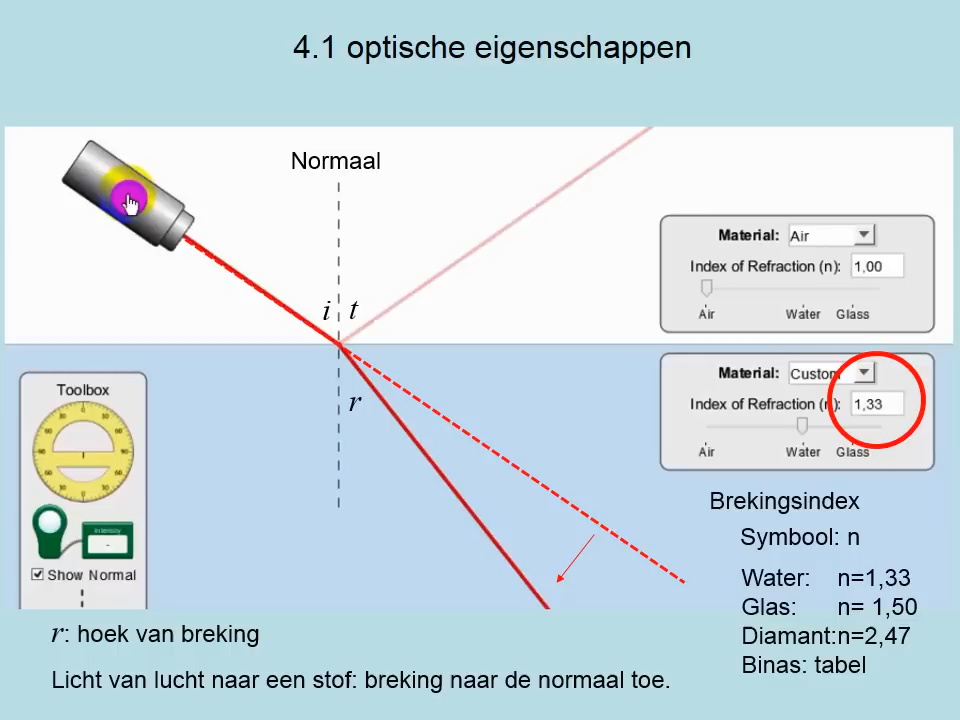 4.1 optische eigenschappen
Normaal
Material: Air
Index of Refraction (n): 1,00
Air Water Glass
i t
Material: Custom
Index of Refraction (n): 1,33
Air Water Glass
r
Toolbox
Intensity
-
Show Normal
Brekingsindex
Symbool: n
Water: n=1,33
Glas: n= 1,50
Diamant:n=2,47
Binas: tabel
r: hoek van breking
Licht van lucht naar een stof: breking naar de normaal toe.